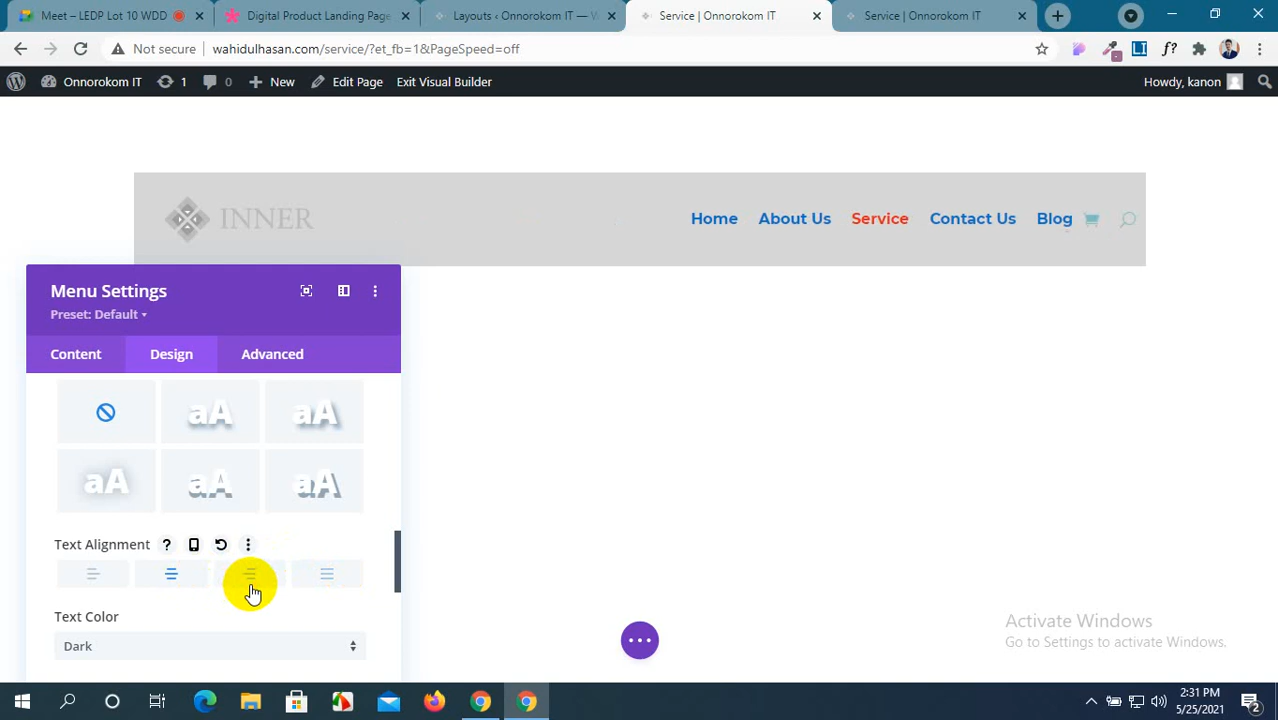 Meet – LEDP Lot 10 WDD
Digital Product Landing Page
Layouts ‹ Onnorokom IT — W
Service | Onnorokom IT
Service | Onnorokom IT
Not secure
wahidulhasan.com/service/?et_fb=1&PageSpeed=off
Onnorokom IT
1
0
New
Edit Page
Exit Visual Builder
Howdy, kanon
INNER
Home
About Us
Service
Contact Us
Blog
Menu Settings
Preset: Default
Content
Design
Advanced
aA
aA
aA
aA
aA
Text Alignment
Text Color
Dark
Activate Windows
Go to Settings to activate Windows.
2:31 PM
5/25/2021
2